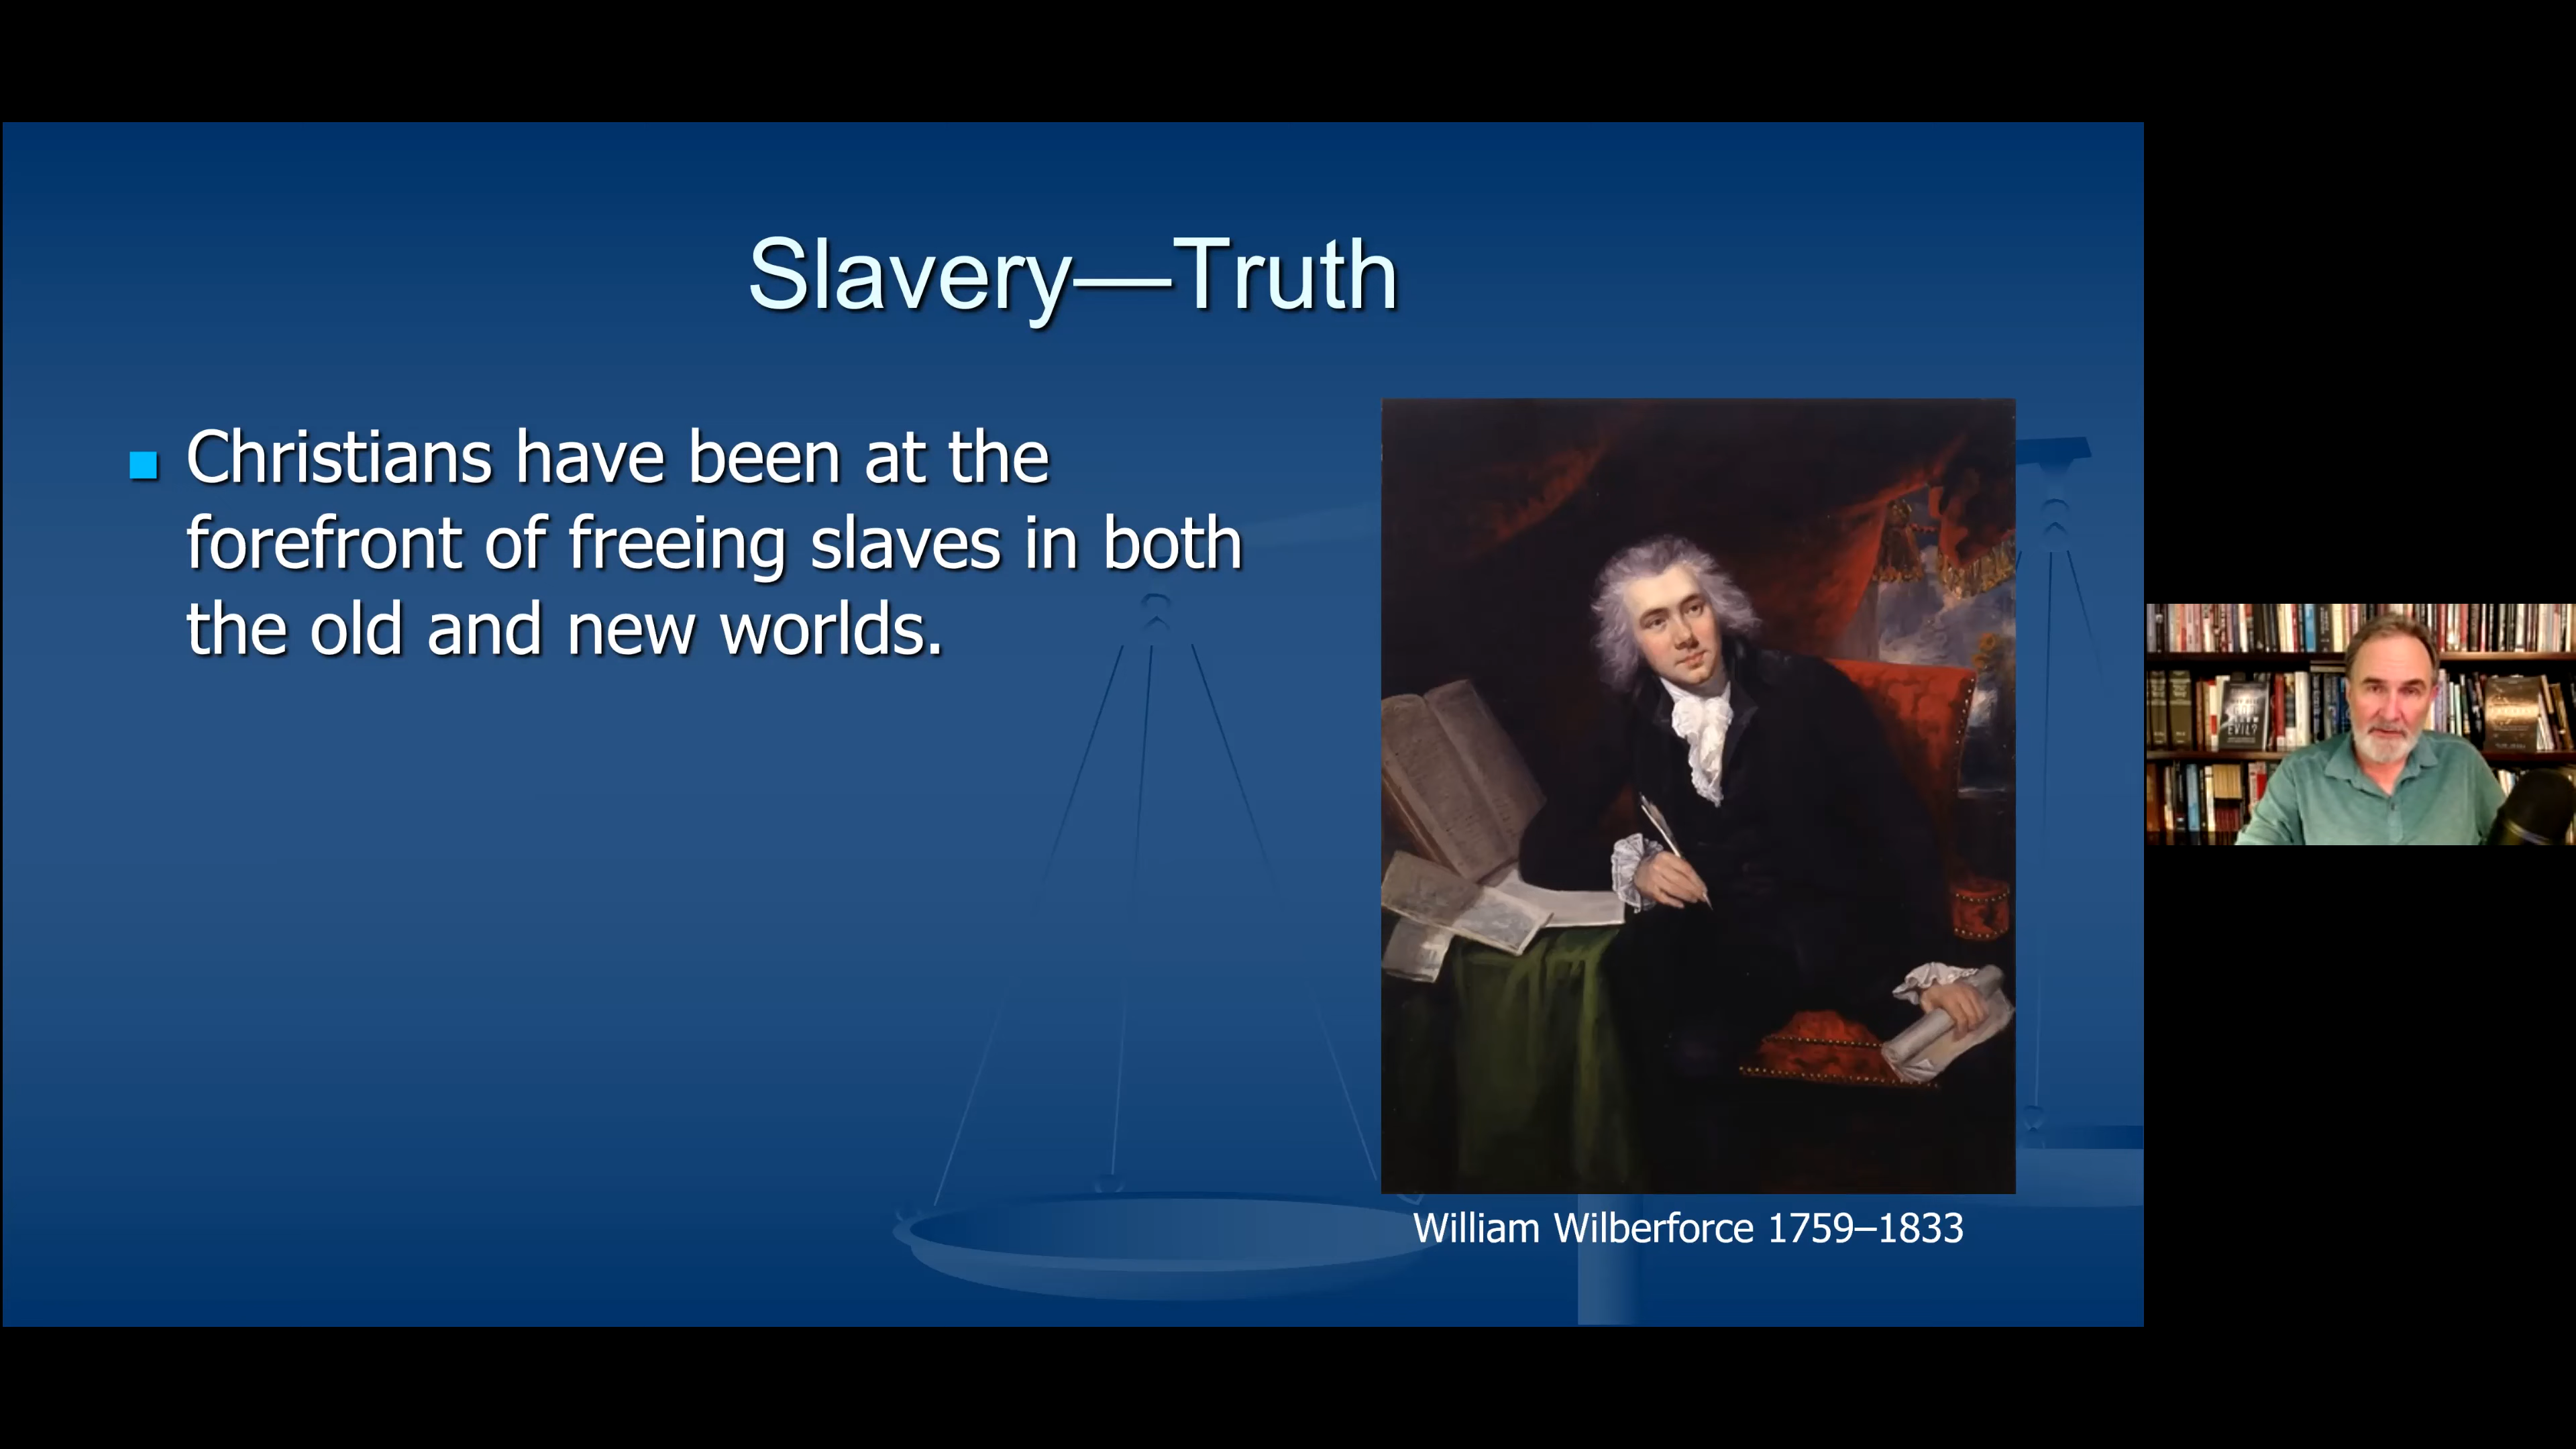 Slavery—Truth
Christians have been at the
forefront of freeing slaves in both
the old and new worlds.
William Wilberforce 1759–1833
EVIL?